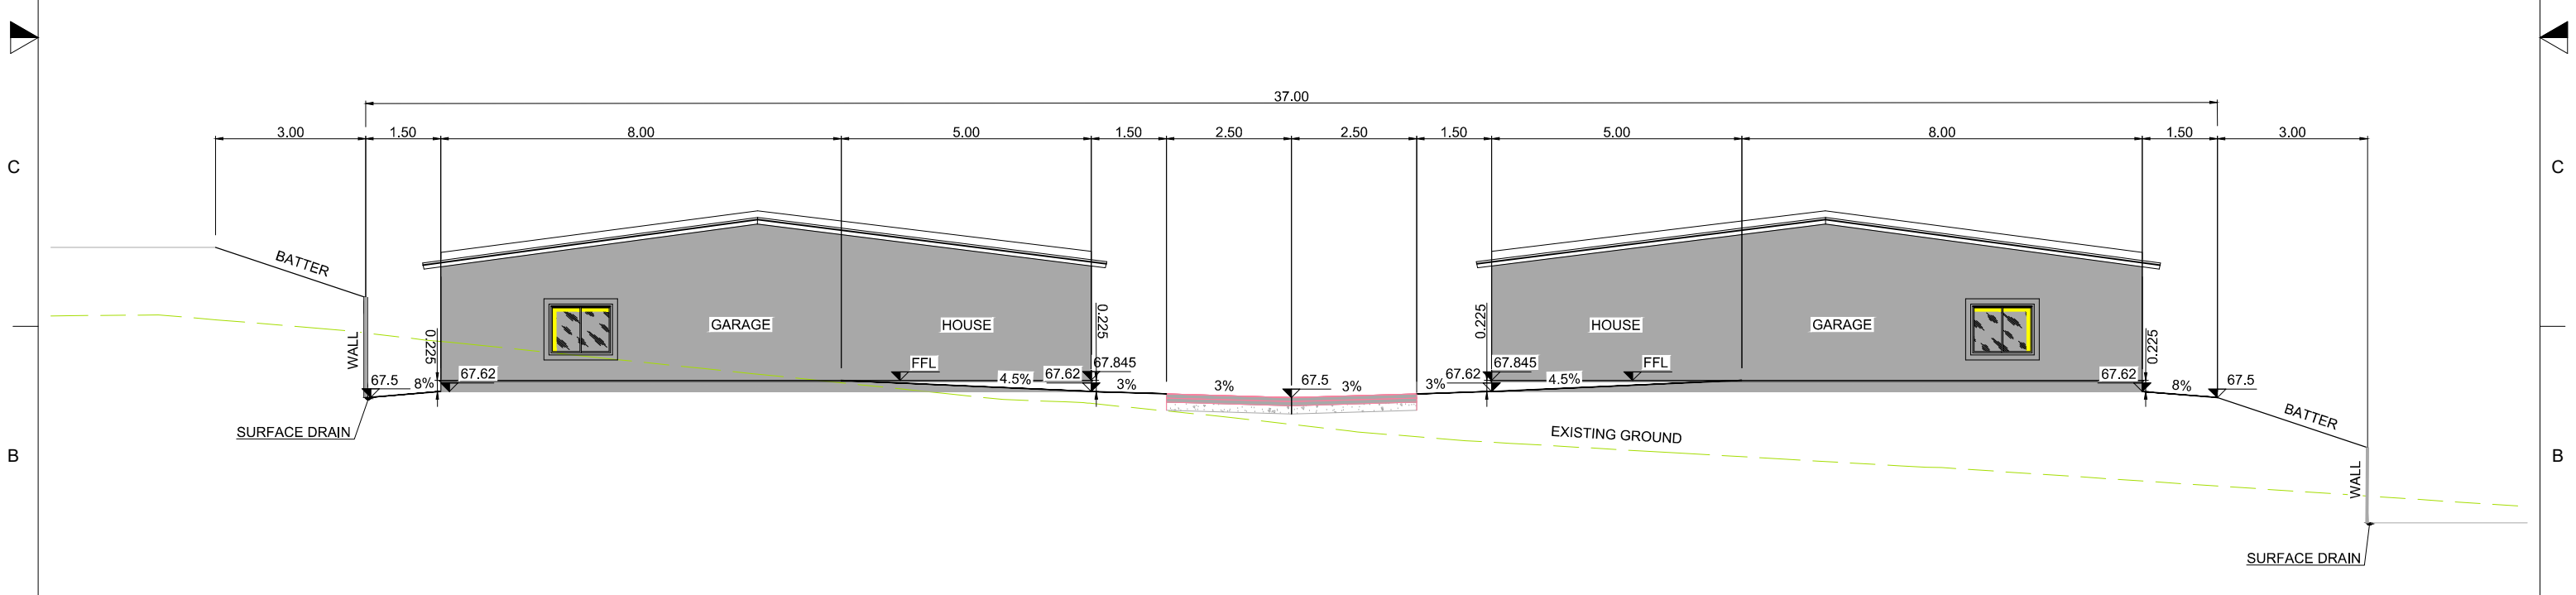 37.00
3.00 1.50 8.00 5.00 1.50 2.50 2.50 1.50 5.00 8.00 1.50 3.00
C C
BATTER
GARAGE HOUSE HOUSE GARAGE
0.225 0.225 0.225 0.225
WALL
FFL 67.845 67.845 FFL
67.5 8% 67.62 4.5% 67.62 3% 3% 67.5 3% 3% 67.62 4.5% 67.62 8% 67.5
BATTER
SURFACE DRAIN EXISTING GROUND
B B
WALL
SURFACE DRAIN